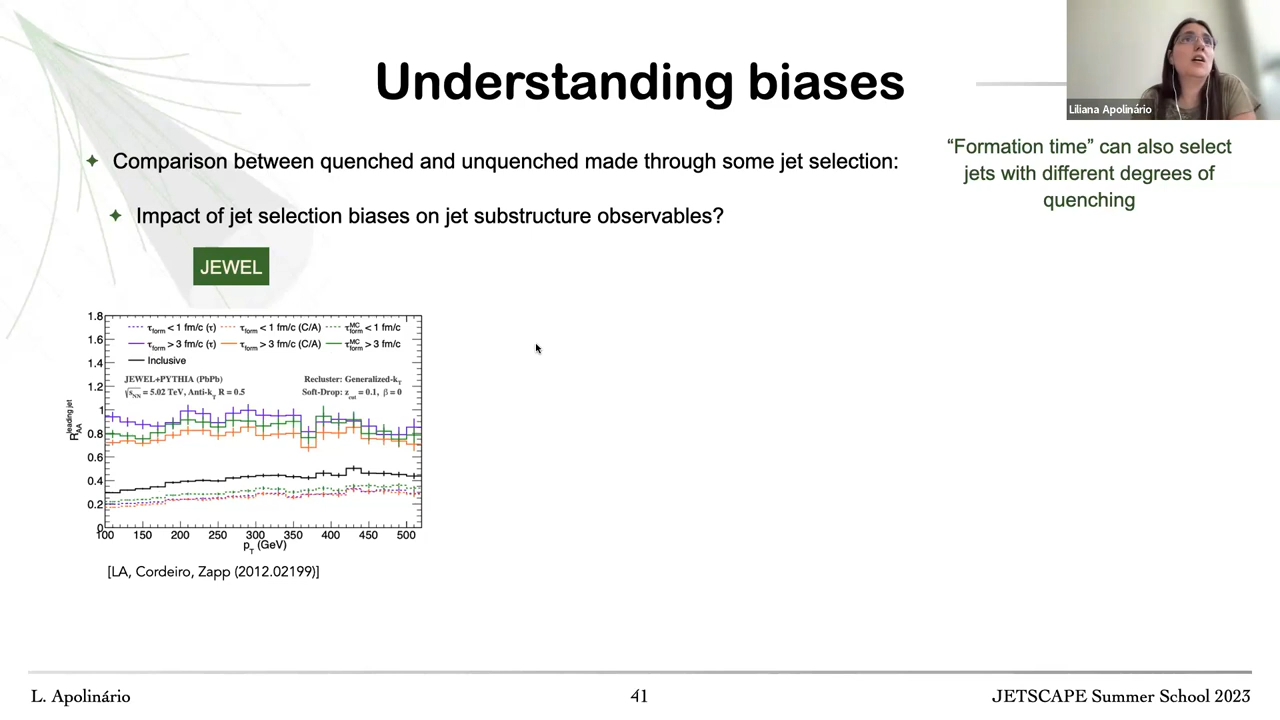 Understanding biases
Liliana Apolinário
✦ Comparison between quenched and unquenched made through some jet selection:
"Formation time" can also select
jets with different degrees of
quenching
✦ Impact of jet selection biases on jet substructure observables?
JEWEL
τform < 1 fm/c (τ) τform < 1 fm/c (C/A) τ^MC form < 1 fm/c
τform > 3 fm/c (τ) τform > 3 fm/c (C/A) τ^MC form > 3 fm/c
Inclusive
JEWEL+PYTHIA (PbPb) Recluster: Generalized-kT
√sNN = 5.02 TeV, Anti-kT R = 0.5 Soft-Drop: zcut = 0.1, β = 0
R^leading jet AA
1.8
1.6
1.4
1.2
1
0.8
0.6
0.4
0.2
0
100 150 200 250 300 350 400 450 500
pT (GeV)
[LA, Cordeiro, Zapp (2012.02199)]
L. Apolinário 41 JETSCAPE Summer School 2023